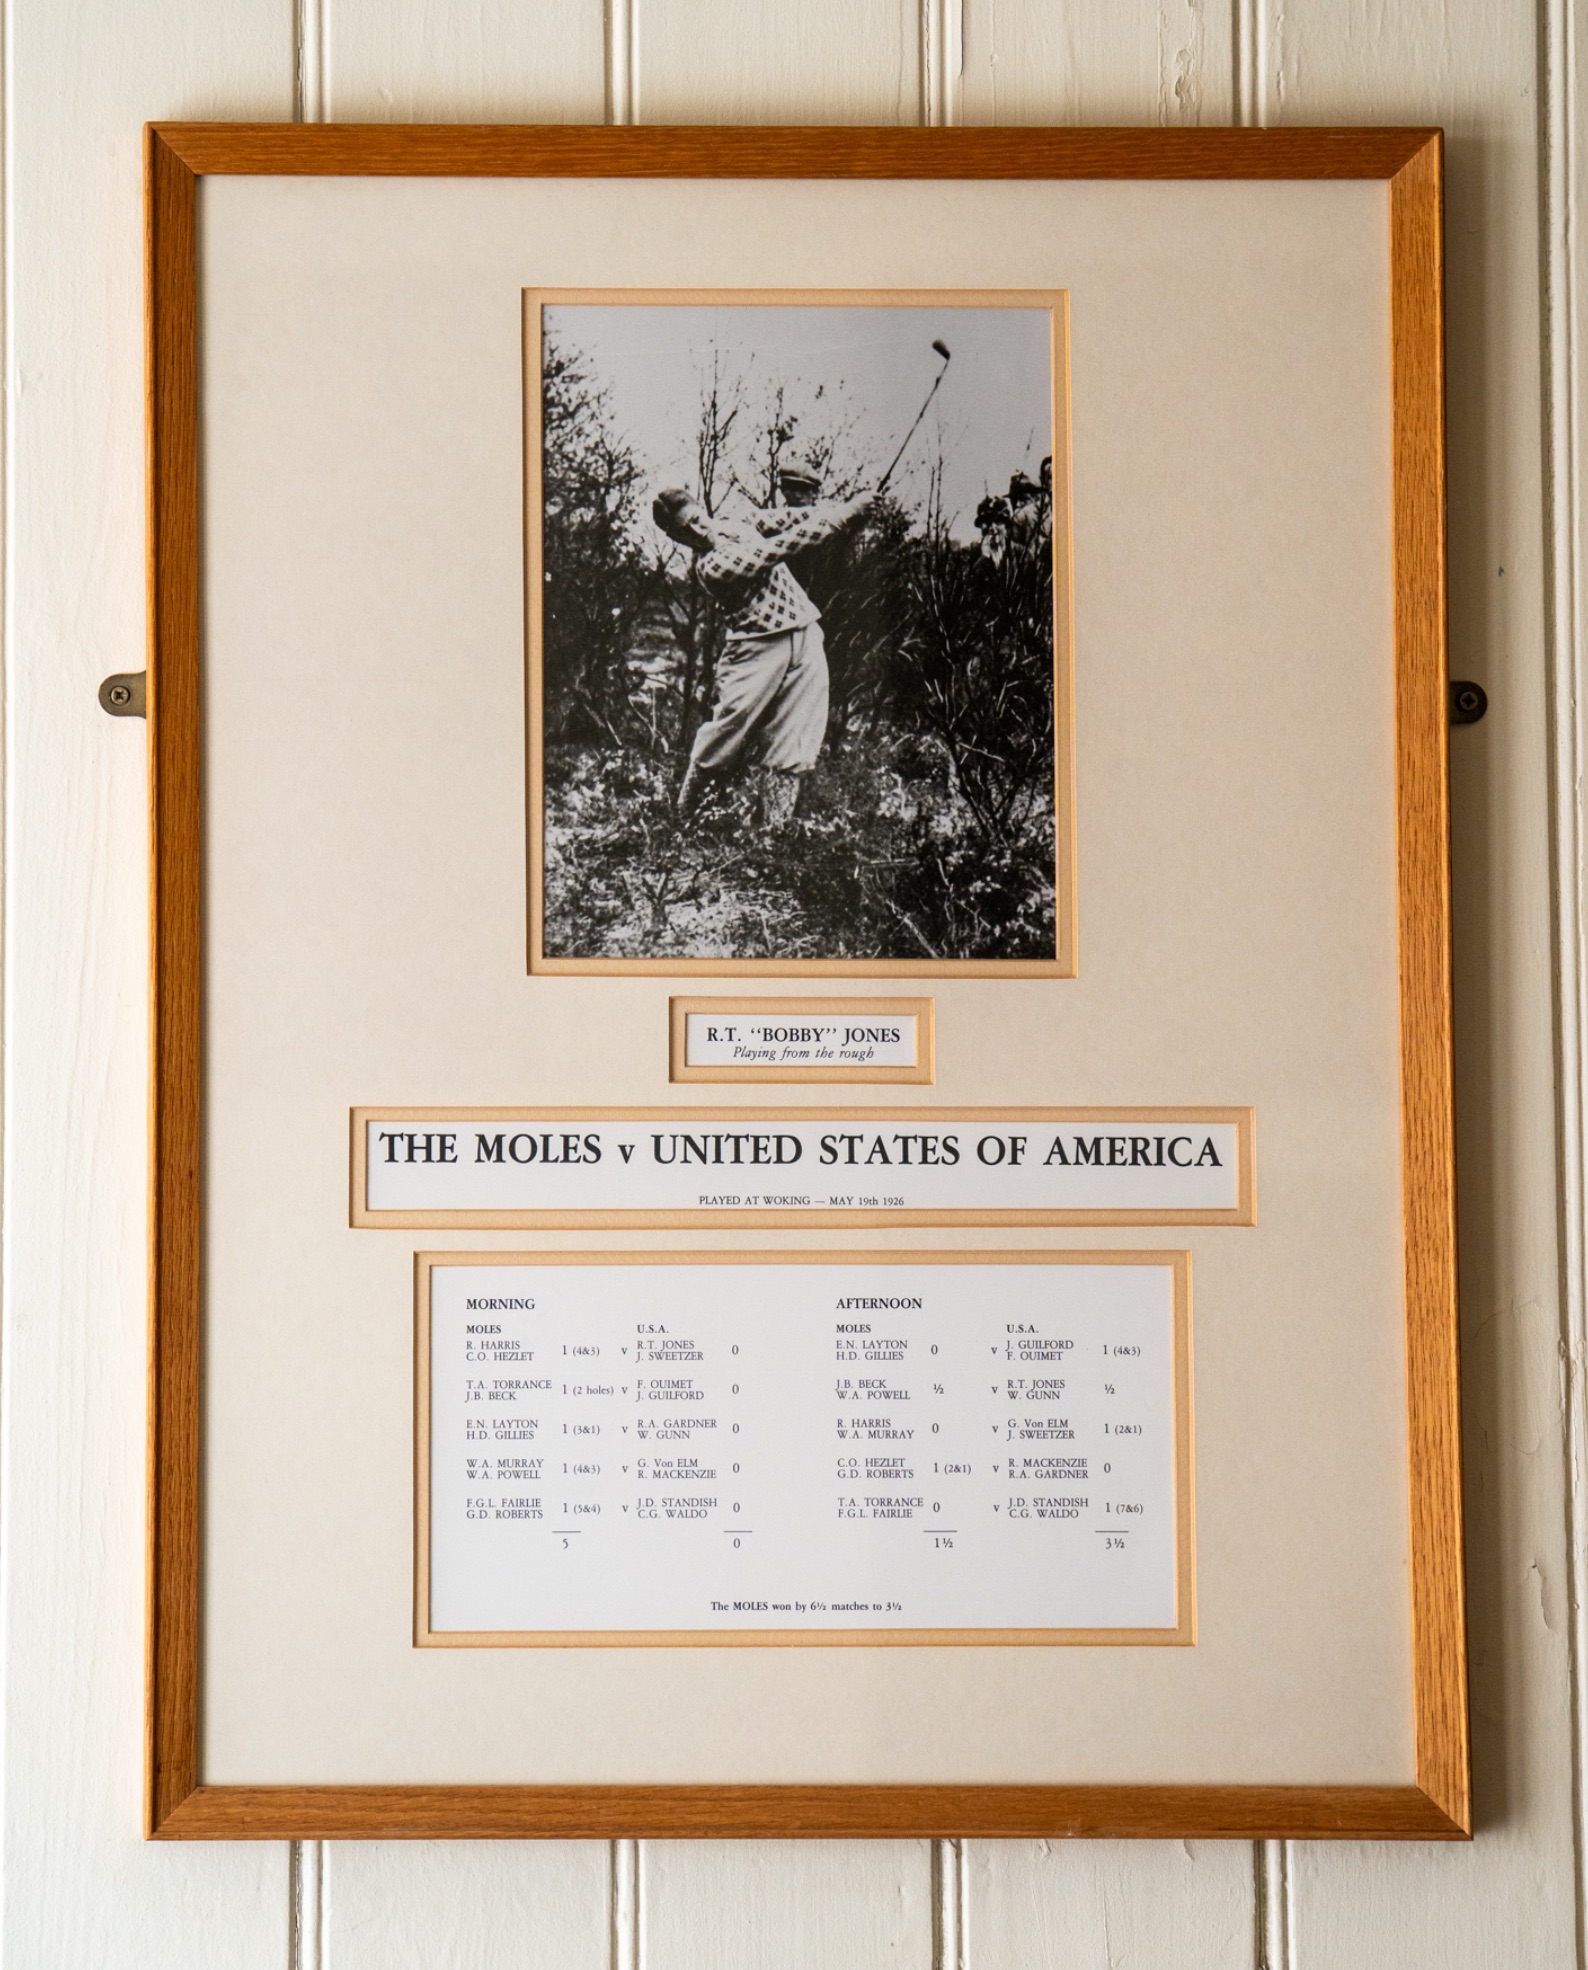 R.T. “BOBBY” JONES
Playing from the rough
THE MOLES v UNITED STATES OF AMERICA
PLAYED AT WOKING — MAY 19th 1926
MORNING
MOLES U.S.A.
R. HARRIS R.T. JONES
1 (4&3) v 0
C.O. HEZLET J. SWEETZER
T.A. TORRANCE F. OUIMET
1 (2 holes) v 0
J.B. BECK J. GUILFORD
E.N. LAYTON R.A. GARDNER
1 (3&1) v 0
H.D. GILLIES W. GUNN
W.A. MURRAY G. Von ELM
1 (4&3) v 0
W.A. POWELL R. MACKENZIE
F.G.L. FAIRLIE J.D. STANDISH
1 (5&4) v 0
G.D. ROBERTS C.G. WALDO
5 0
AFTERNOON
MOLES U.S.A.
E.N. LAYTON J. GUILFORD
0 v 1 (4&3)
H.D. GILLIES F. OUIMET
J.B. BECK R.T. JONES
½ v ½
W.A. POWELL W. GUNN
R. HARRIS G. Von ELM
0 v 1 (2&1)
W.A. MURRAY J. SWEETZER
C.O. HEZLET R. MACKENZIE
1 (2&1) v 0
G.D. ROBERTS R.A. GARDNER
T.A. TORRANCE J.D. STANDISH
0 v 1 (7&6)
F.G.L. FAIRLIE C.G. WALDO
1½ 3½
The MOLES won by 6½ matches to 3½